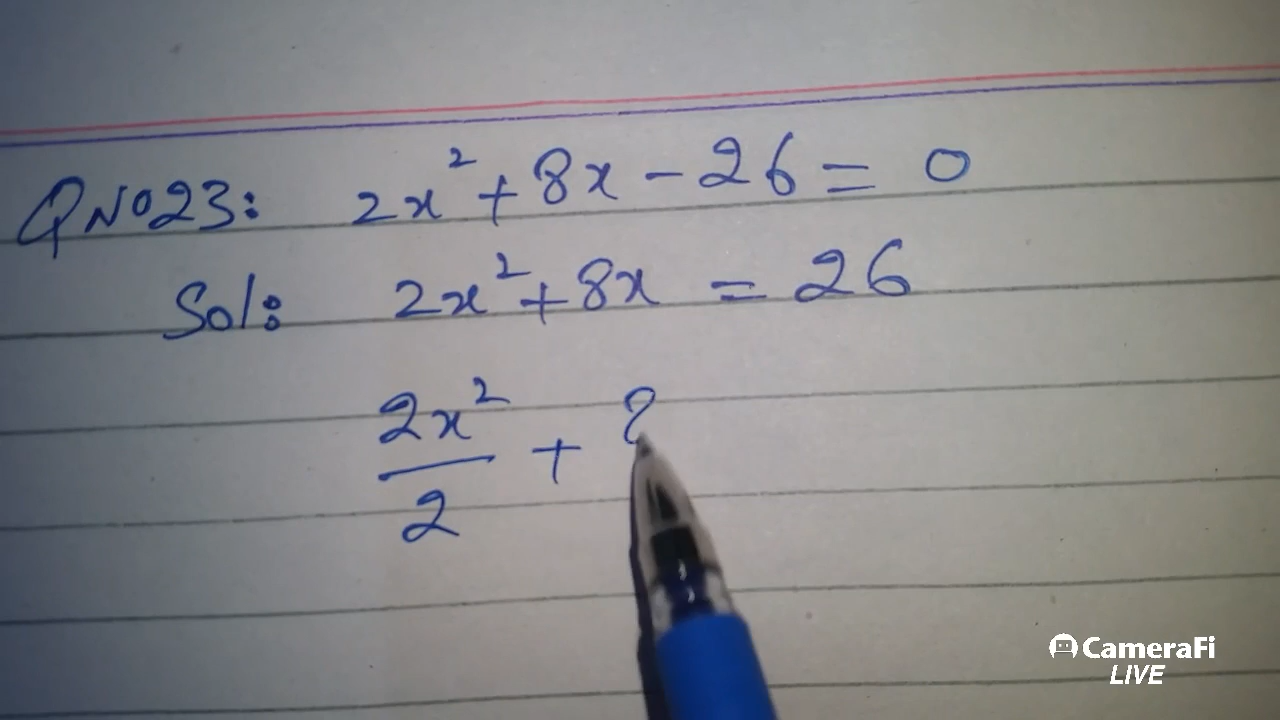 QNO23: 2x² + 8x - 26 = 0
Sol: 2x² + 8x = 26
2x²/2 + 8
CameraFi
LIVE